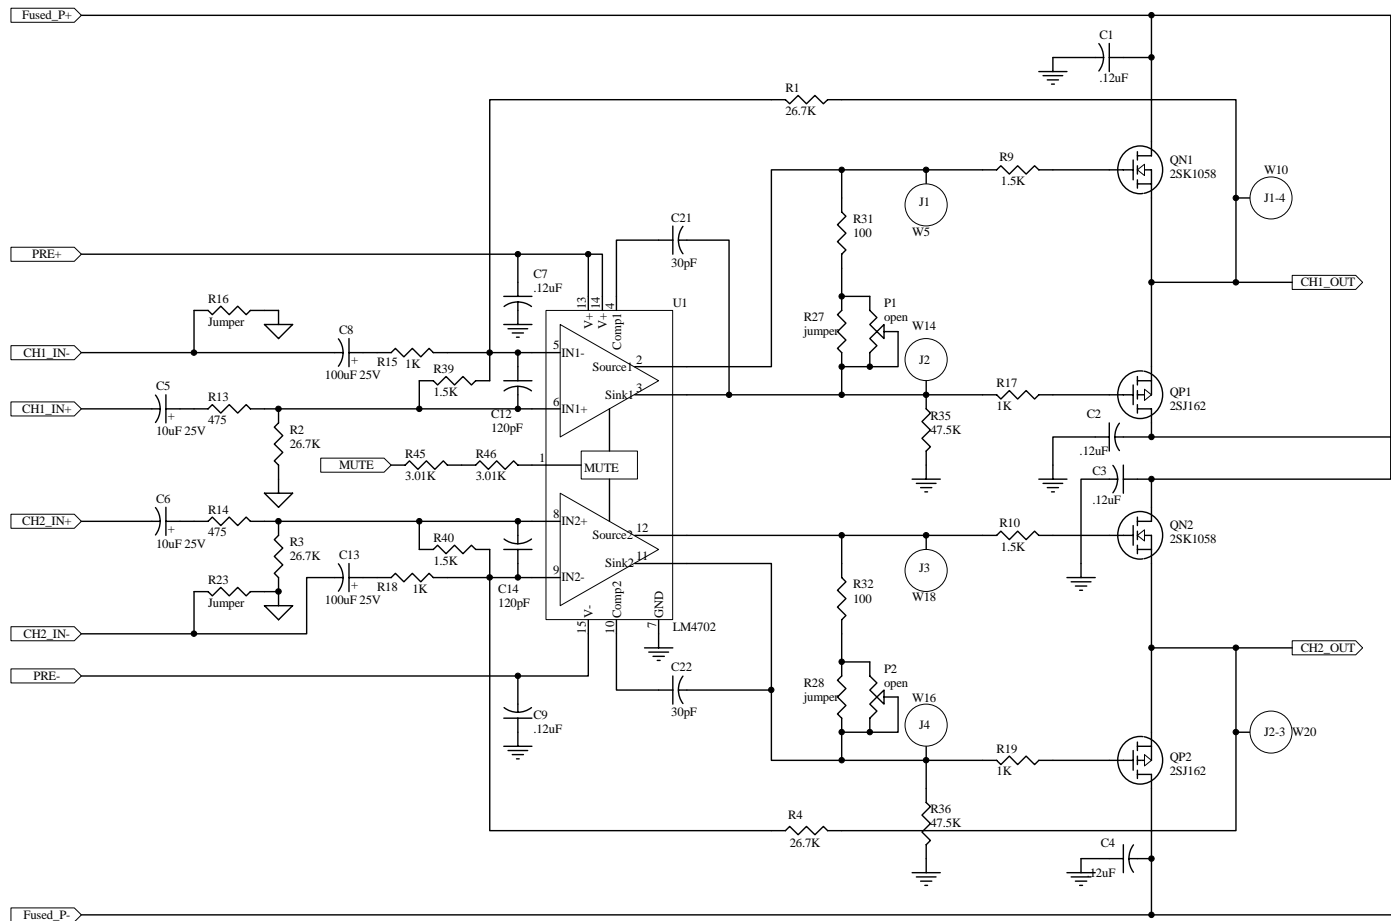 Fused_P+
C1
.12uF
R1
26.7K
R9
1.5K
QN1
2SK1058
W10
J1-4
J1
W5
C21
30pF
R31
100
PRE+
C7
.12uF
13
14
4
V+
V+
Comp1
U1
R16
Jumper
P1
open
R27
jumper
W14
J2
CH1_OUT
CH1_IN-
C8
100uF 25V
R15
1K
R39
1.5K
5
IN1-
Source1
2
Sink1
3
CH1_IN+
C5
10uF 25V
R13
475
C12
120pF
6
IN1+
R17
1K
QP1
2SJ162
R2
26.7K
R35
47.5K
C2
.12uF
MUTE
R45
3.01K
R46
3.01K
1
MUTE
C3
.12uF
CH2_IN+
C6
10uF 25V
R14
475
8
IN2+
Source2
12
Sink2
11
R10
1.5K
QN2
2SK1058
R3
26.7K
R40
1.5K
C13
100uF 25V
R18
1K
C14
120pF
9
IN2-
J3
W18
R32
100
R23
Jumper
V-
Comp2
GND
15
10
7
LM4702
CH2_IN-
CH2_OUT
PRE-
C22
30pF
P2
open
R28
jumper
W16
J4
J2-3
W20
C9
.12uF
R19
1K
QP2
2SJ162
R4
26.7K
R36
47.5K
C4
.12uF
Fused_P-